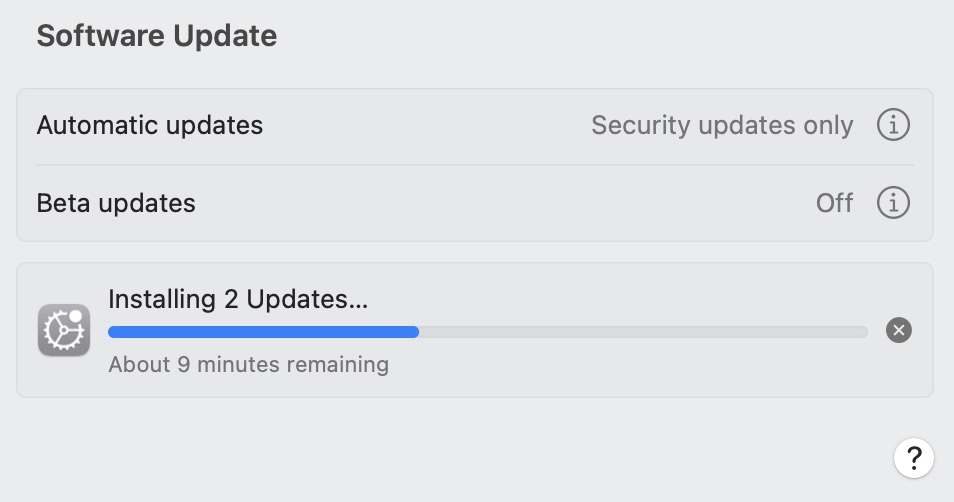 Software Update
Automatic updates Security updates only
Beta updates Off
Installing 2 Updates...
About 9 minutes remaining
?